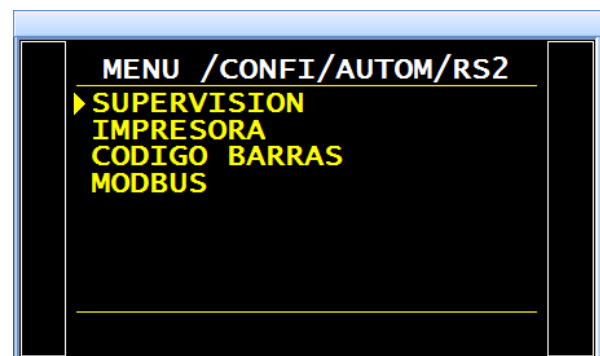 MENU /CONFI/AUTOM/RS2
SUPERVISION
IMPRESORA
CODIGO BARRAS
MODBUS